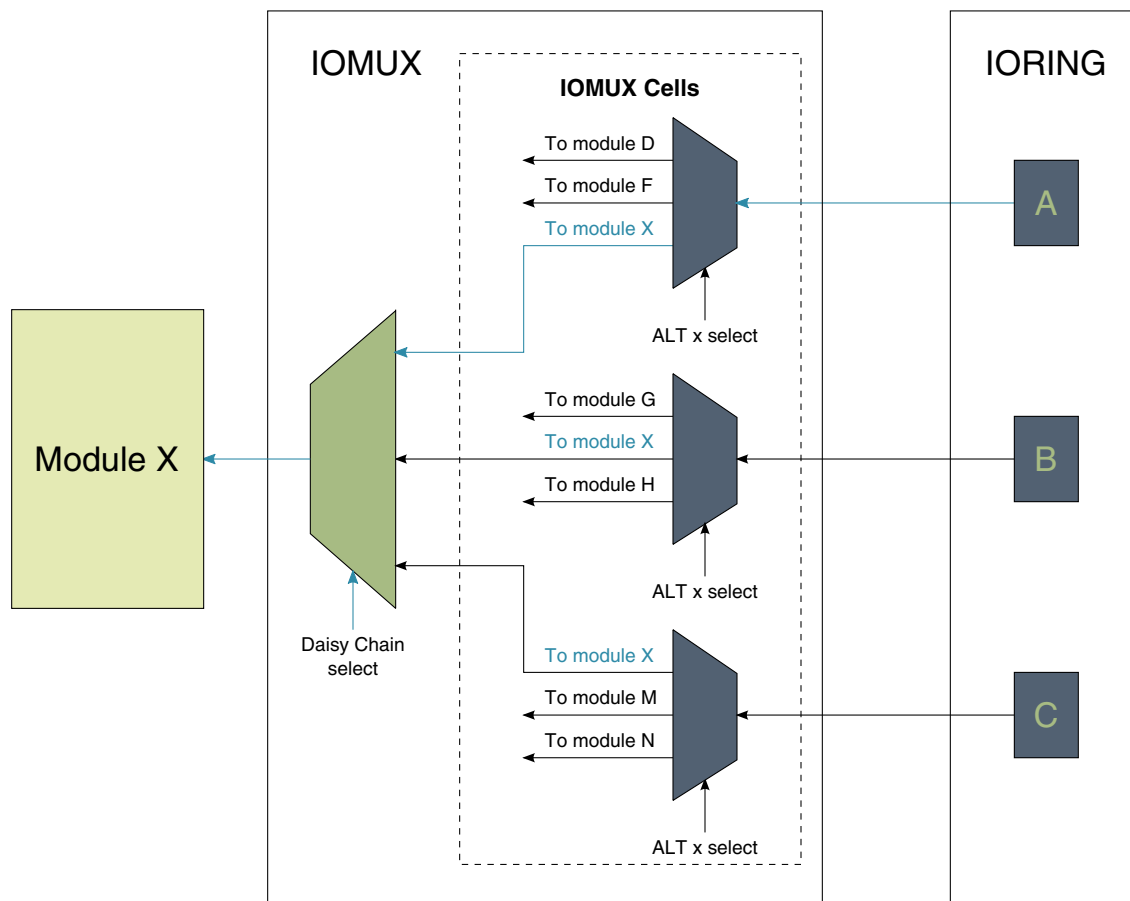 IOMUX
IORING
IOMUX Cells
To module D
To module F
To module X
A
ALT x select
To module G
To module X
To module H
B
ALT x select
Module X
Daisy Chain
select
To module X
To module M
To module N
C
ALT x select